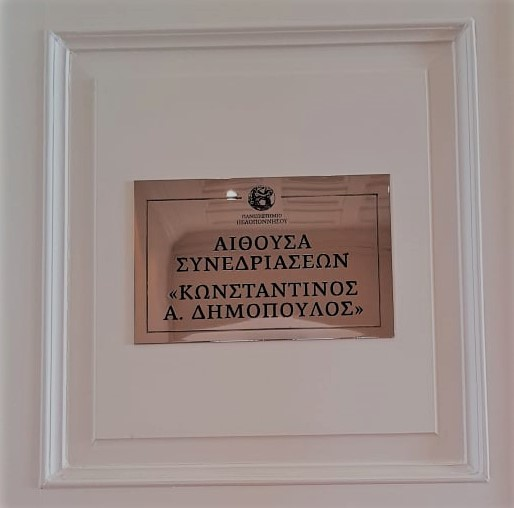 ΠΑΝΕΠΙΣΤΗΜΙΟ
ΠΕΛΟΠΟΝΝΗΣΟΥ
ΑΙΘΟΥΣΑ
ΣΥΝΕΔΡΙΑΣΕΩΝ
«ΚΩΝΣΤΑΝΤΙΝΟΣ
Α. ΔΗΜΟΠΟΥΛΟΣ»